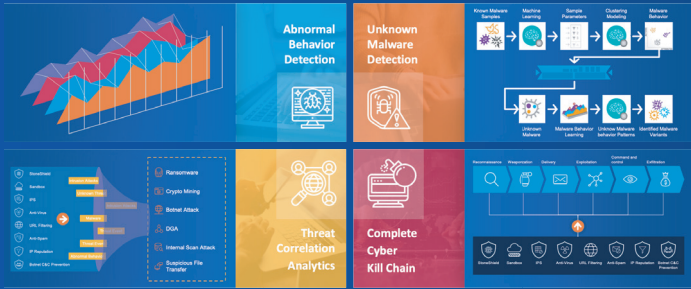 Abnormal
Behavior
Detection
Unknown
Malware
Detection
Known Malware
Samples
Machine
Learning
Sample
Parameters
Clustering
Modeling
Malware
Behavior
Unknown
Malware
Malware Behavior
Learning
Unknow Malware
behavior Patterns
Identified Malware
Variants
StoneShield
Sandbox
IPS
Anti-Virus
URL Filtering
Anti-Spam
IP Reputation
Botnet C&C Prevention
Ransomware
Crypto Mining
Botnet Attack
DGA
Internal Scan Attack
Suspicious File
Transfer
Threat
Correlation
Analytics
Complete
Cyber
Kill Chain
Reconnaissance
Weaponization
Delivery
Exploitation
Command and
control
Exfiltration
StoneShield
Sandbox
IPS
Anti-Virus
URL Filtering
Anti-Spam
IP Reputation
Botnet C&C
Prevention